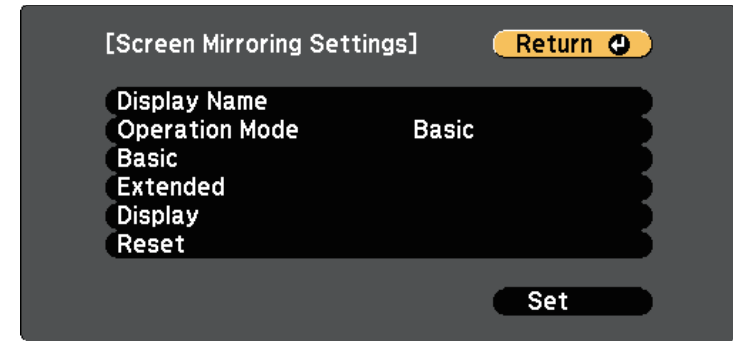 [Screen Mirroring Settings] Return
Display Name
Operation Mode Basic
Basic
Extended
Display
Reset
Set